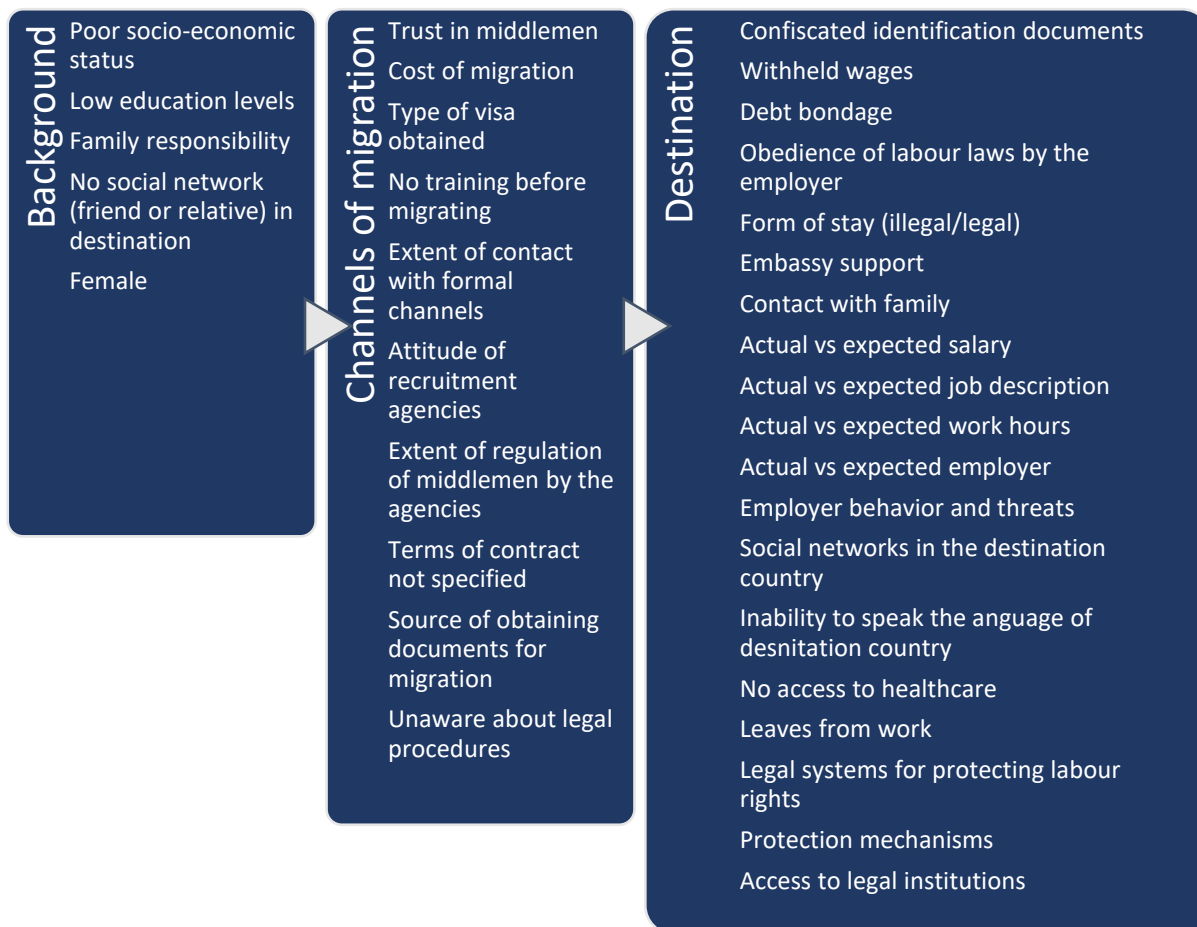 Background
Poor socio-economic
status
Low education levels
Family responsibility
No social network
(friend or relative) in
destination
Female
Channels of migration
Trust in middlemen
Cost of migration
Type of visa
obtained
No training before
migrating
Extent of contact
with formal
channels
Attitude of
recruitment
agencies
Extent of regulation
of middlemen by the
agencies
Terms of contract
not specified
Source of obtaining
documents for
migration
Unaware about legal
procedures
Destination
Confiscated identification documents
Withheld wages
Debt bondage
Obedience of labour laws by the
employer
Form of stay (illegal/legal)
Embassy support
Contact with family
Actual vs expected salary
Actual vs expected job description
Actual vs expected work hours
Actual vs expected employer
Employer behavior and threats
Social networks in the destination
country
Inability to speak the anguage of
desnitation country
No access to healthcare
Leaves from work
Legal systems for protecting labour
rights
Protection mechanisms
Access to legal institutions